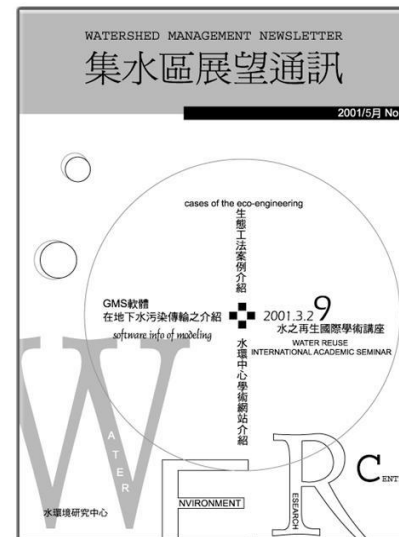 WATERSHED MANAGEMENT NEWSLETTER
集水區展望通訊
2001/5月 No
cases of the eco-engineering
生態工法案例介紹
GMS軟體
在地下水污染傳輸之介紹
software info of modeling
2001.3.29
水之再生國際學術講座
WATER REUSE
INTERNATIONAL ACADEMIC SEMINAR
水環中心學術網站介紹
WATER
ENVIRONMENT
RESEARCH
CENT
水環境研究中心